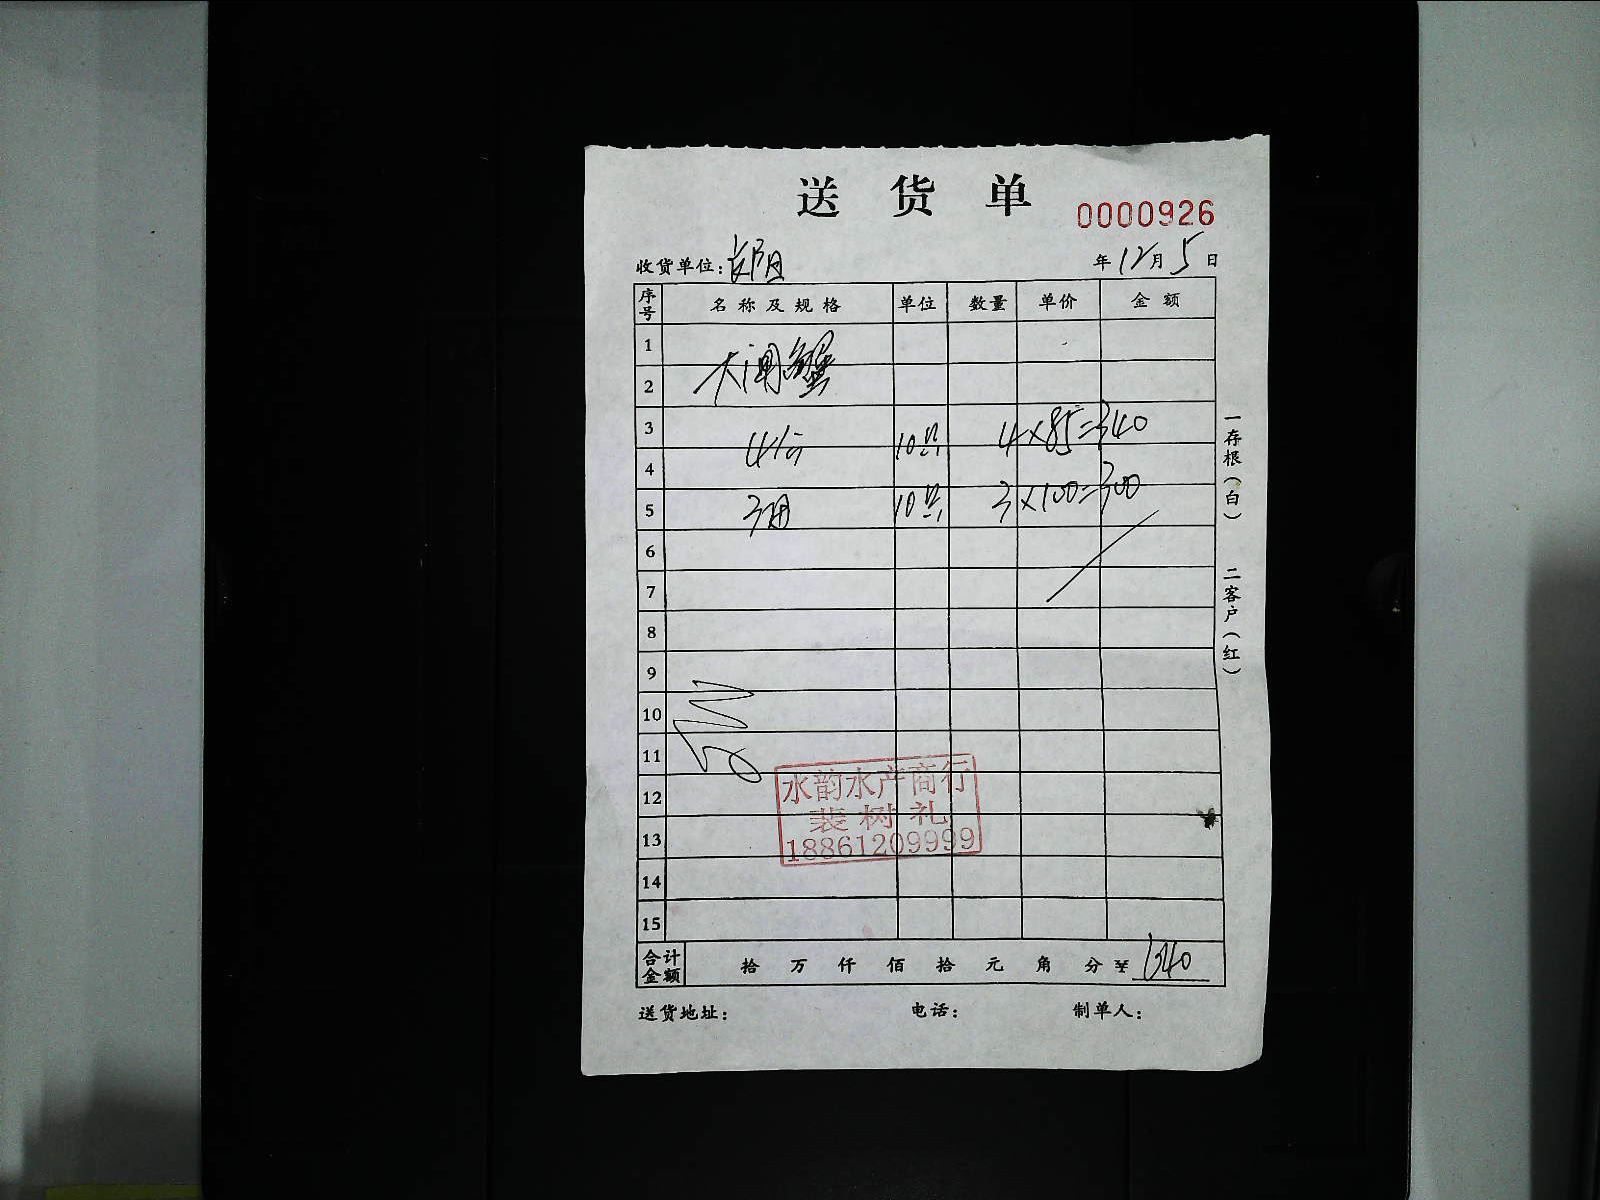 送 货 单
0000926
收货单位: 年12月5日
序号 名称及规格 单位 数量 单价 金额
1
大闸蟹
2
3 10只 4×85=340
4
5 10只 3×100=300
6
7
8
9
10
11
12
13
14
15
水韵水产商行
裴树礼
18861209999
合计金额 拾 万 仟 佰 拾 元 角 分 ¥ 640
送货地址: 电话: 制单人:
一存根(白) 二客户(红)